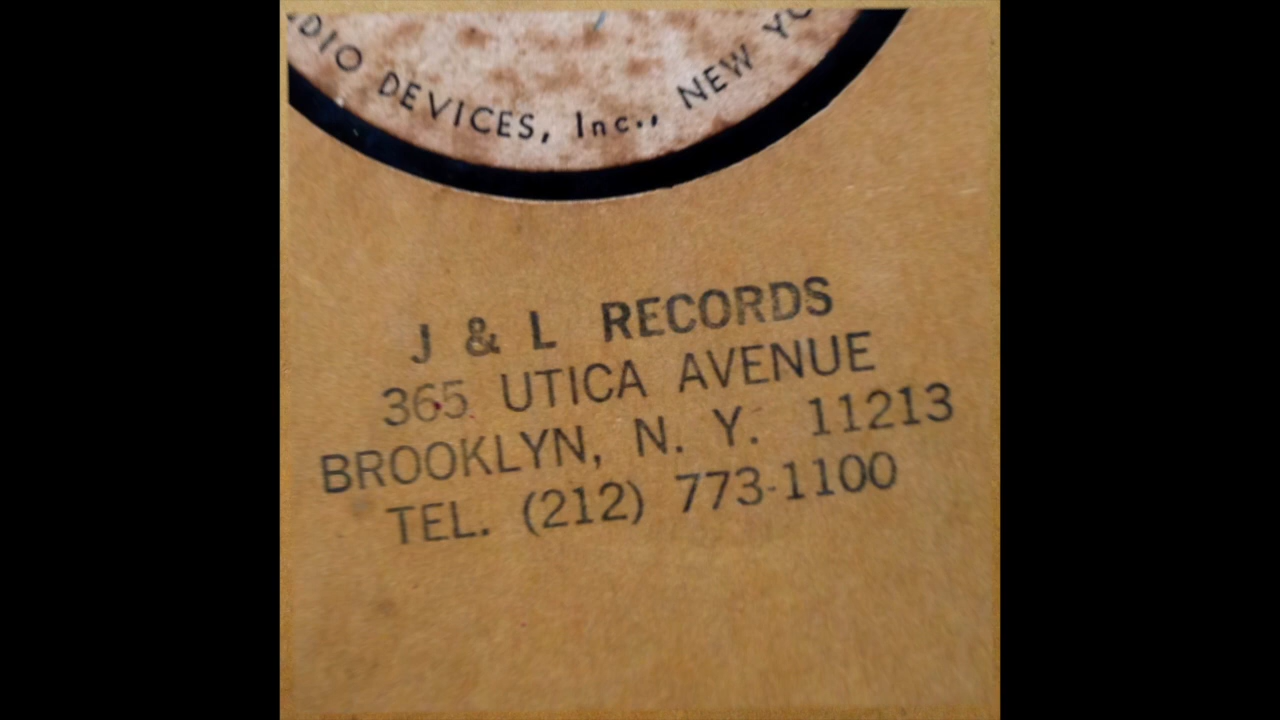 DEVICES, Inc., NEW
J & L RECORDS
365 UTICA AVENUE
BROOKLYN, N. Y. 11213
TEL. (212) 773-1100